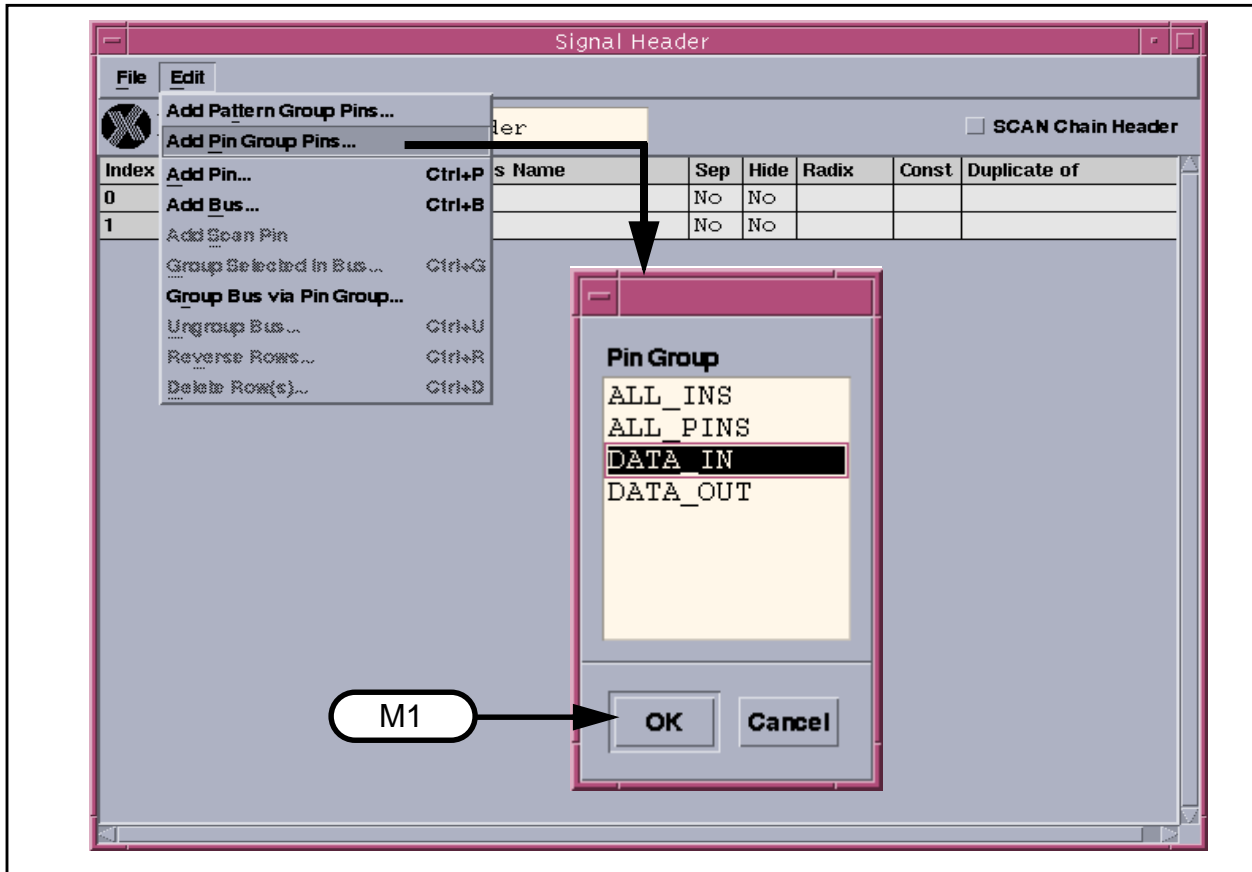 Signal Header
File Edit
Add Pattern Group Pins...
Add Pin Group Pins...
Add Pin... Ctrl+P
Add Bus... Ctrl+B
Add Scan Pin
Group Selected in Bus... Ctrl+G
Group Bus via Pin Group...
Ungroup Bus... Ctrl+U
Reverse Rows... Ctrl+R
Delete Row(s)... Ctrl+D
SCAN Chain Header
Index Name Sep Hide Radix Const Duplicate of
0 No No
1 No No
Pin Group
ALL_INS
ALL_PINS
DATA_IN
DATA_OUT
M1
OK Cancel